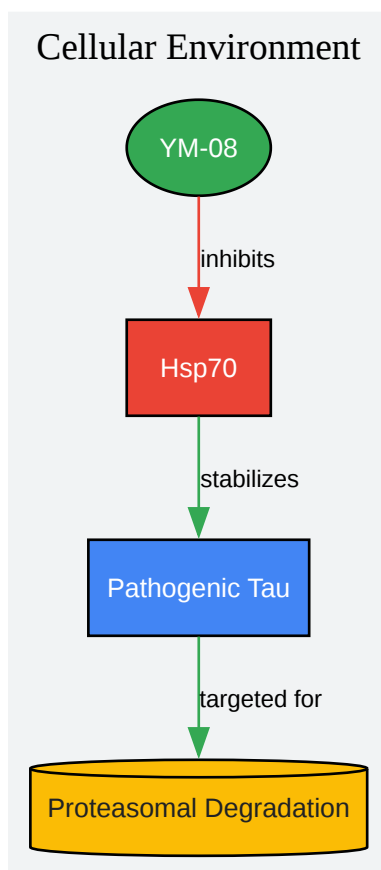 Cellular Environment
YM-08
inhibits
Hsp70
stabilizes
Pathogenic Tau
targeted for
Proteasomal Degradation